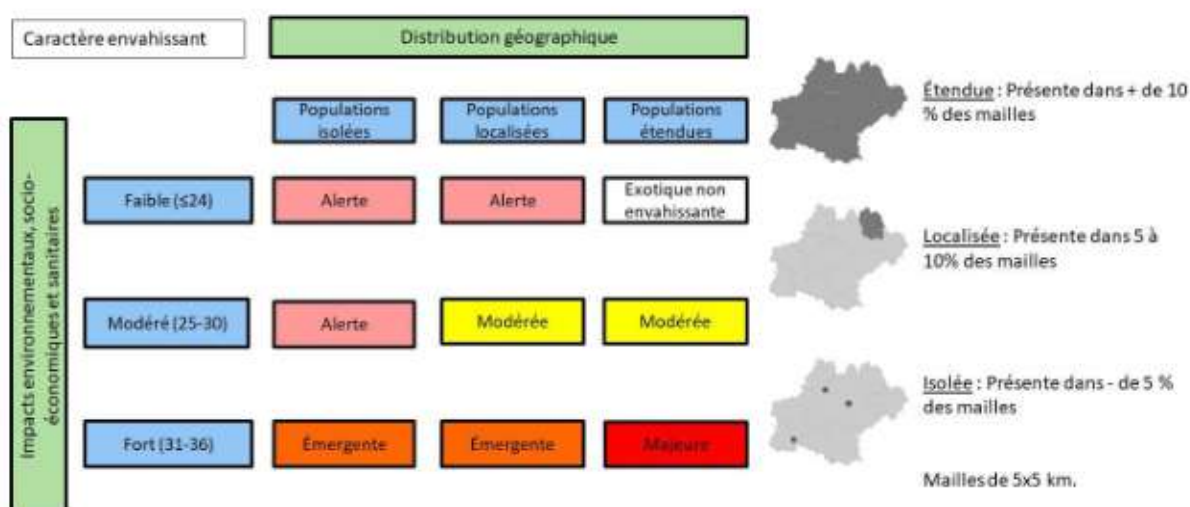 Caractère envahissant
Distribution géographique
Populations
isolées
Populations
localisées
Populations
étendues
Impacts environnementaux, socio-
économiques et sanitaires
Faible (≤24)
Alerte
Alerte
Exotique non
envahissante
Modéré (25-30)
Alerte
Modérée
Modérée
Fort (31-36)
Émergente
Émergente
Majeure
Étendue : Présente dans + de 10
% des mailles
Localisée : Présente dans 5 à
10% des mailles
Isolée : Présente dans - de 5 %
des mailles
Mailles de 5x5 km.